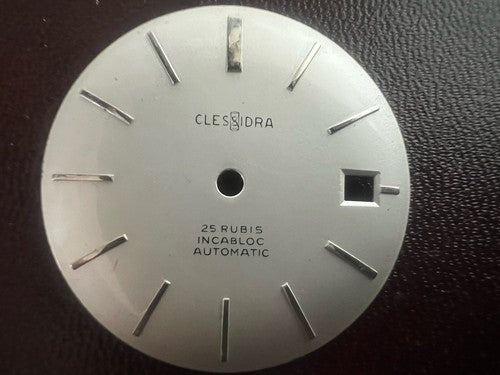 CLESSIDRA
25 RUBIS
INCABLOC
AUTOMATIC